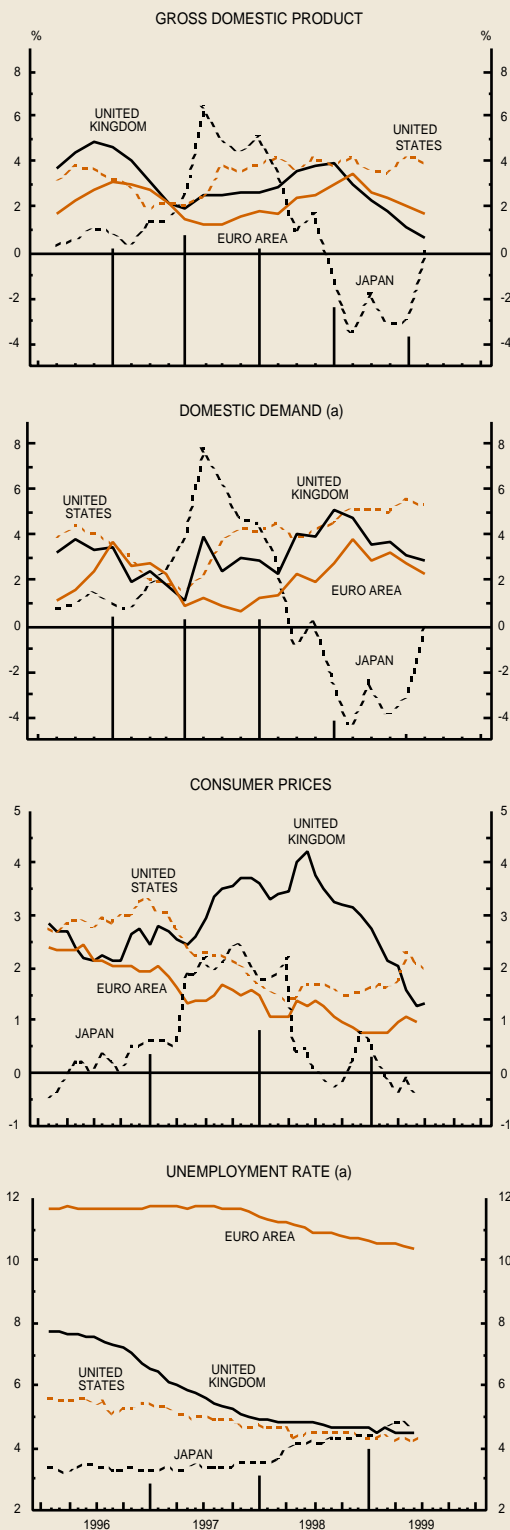 GROSS DOMESTIC PRODUCT
% %
8 8
UNITED
KINGDOM
6 6
UNITED
STATES
4 4
2 2
EURO AREA
0 0
JAPAN
-2 -2
-4 -4
DOMESTIC DEMAND (a)
8 8
UNITED
KINGDOM
6 6
UNITED
STATES
4 4
2 2
EURO AREA
0 0
JAPAN
-2 -2
-4 -4
CONSUMER PRICES
5 5
UNITED
KINGDOM
4 4
UNITED
STATES
3 3
2 2
EURO AREA
JAPAN
1 1
0 0
-1 -1
UNEMPLOYMENT RATE (a)
12 12
EURO AREA
10 10
8 8
UNITED
STATES
UNITED
KINGDOM
6 6
JAPAN
4 4
2 2
1996 1997 1998 1999